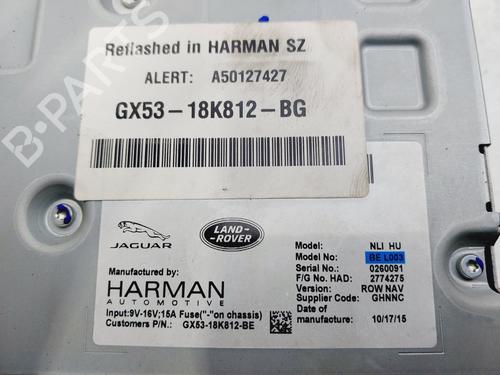 Reflashed in HARMAN SZ
ALERT: A50127427
GX53-18K812-BG
JAGUAR
LAND-
ROVER
Manufactured by:
HARMAN
AUTOMOTIVE
Input:9V-16V;15A Fuse("-"on chassis)
Customers P/N.: GX53-18K812-BE
Model: NLI HU
Model No: BE L003
Serial No.: 0260091
F/G No. HAD: 2774275
Version: ROW NAV
Supplier Code: GHNNC
Date of
manufacture: 10/17/15